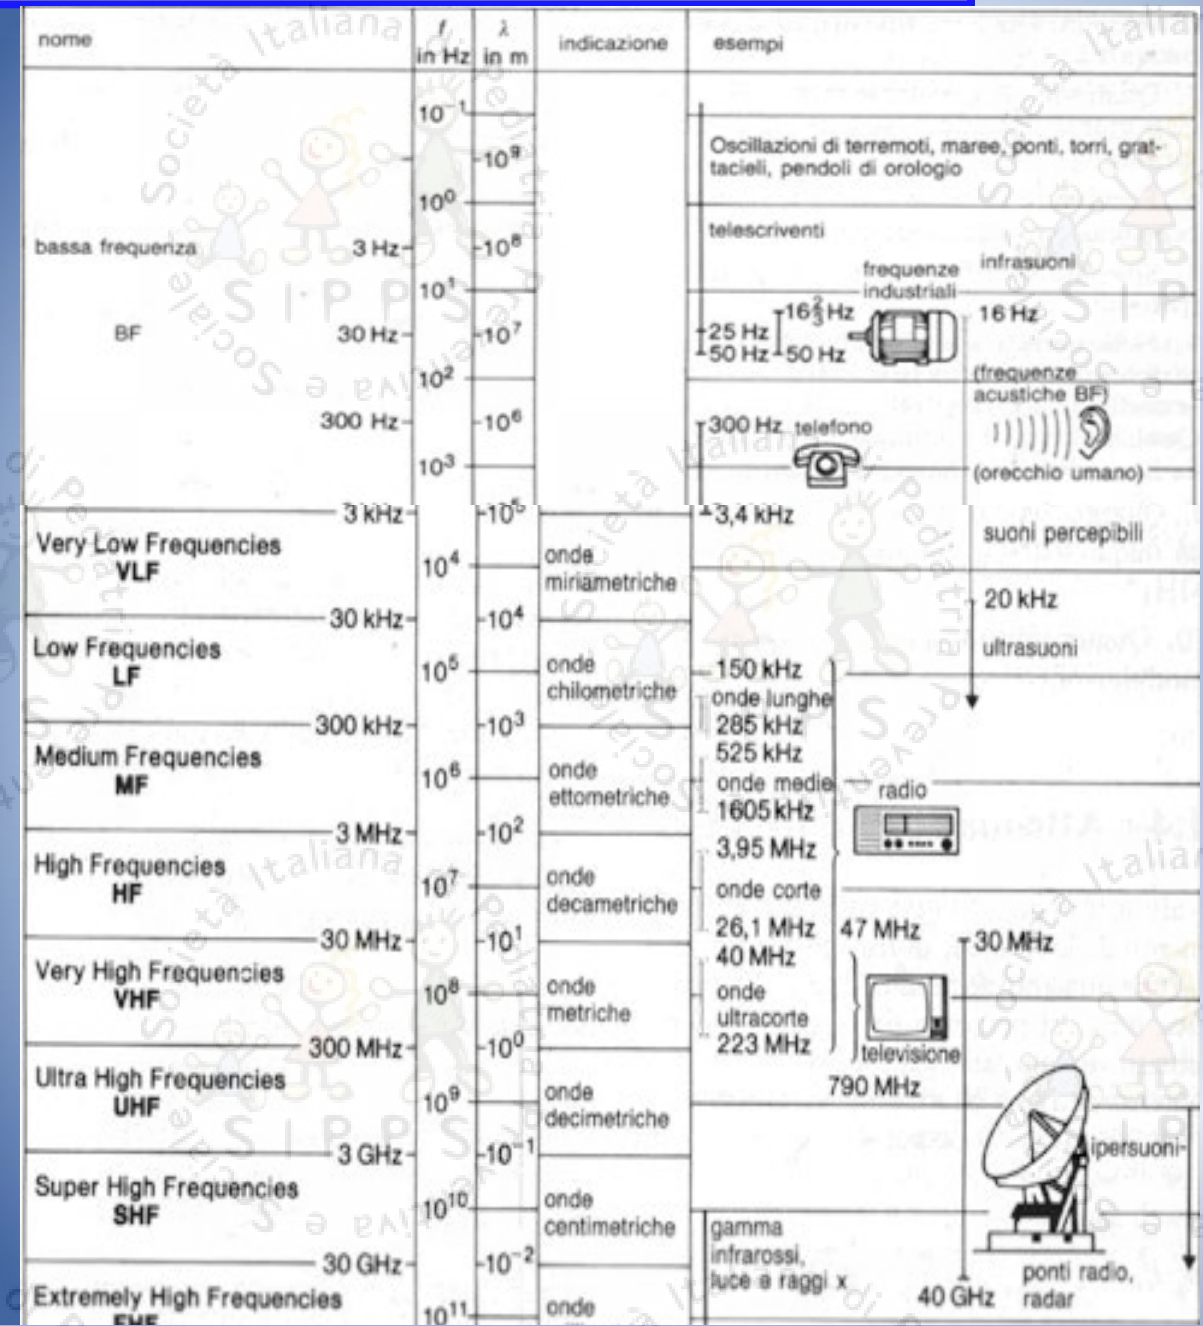 nome
f
in Hz
λ
in m
indicazione
esempi
10⁻¹
10⁹
Oscillazioni di terremoti, maree, ponti, torri, grat-
tacieli, pendoli di orologio
10⁰
telescriventi
bassa frequenza
3 Hz
10⁸
infrasuoni
frequenze
industriali
10¹
16⅔ Hz
16 Hz
BF
30 Hz
10⁷
25 Hz
50 Hz
50 Hz
10²
(frequenze
acustiche BF)
300 Hz
10⁶
300 Hz
telefono
10³
(orecchio umano)
3 kHz
10⁵
3,4 kHz
suoni percepibili
Very Low Frequencies
VLF
10⁴
onde
miriametriche
20 kHz
30 kHz
10⁴
Low Frequencies
LF
ultrasuoni
10⁵
onde
chilometriche
150 kHz
onde lunghe
285 kHz
300 kHz
10³
525 kHz
Medium Frequencies
MF
10⁶
onde
ettometriche
onde medie
1605 kHz
radio
3 MHz
10²
3,95 MHz
High Frequencies
HF
10⁷
onde
decametriche
onde corte
26,1 MHz
47 MHz
30 MHz
10¹
40 MHz
30 MHz
Very High Frequencies
VHF
10⁸
onde
metriche
onde
ultracorte
223 MHz
300 MHz
10⁰
televisione
790 MHz
Ultra High Frequencies
UHF
10⁹
onde
decimetriche
3 GHz
10⁻¹
ipersuoni
Super High Frequencies
SHF
10¹⁰
onde
centimetriche
gamma
infrarossi,
luce e raggi x
30 GHz
10⁻²
ponti radio,
radar
40 GHz
Extremely High Frequencies
EHF
10¹¹
onde
Società Italiana di Pediatria Preventiva e Sociale
S I P P S